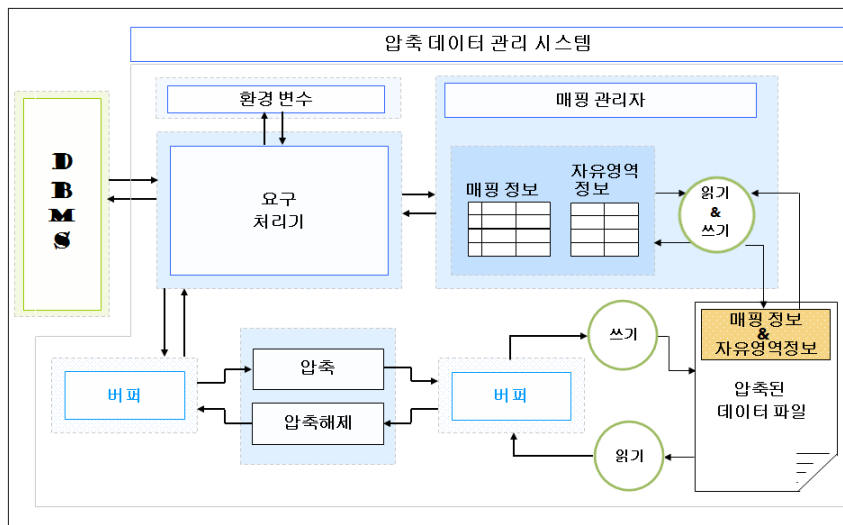 압축 데이터 관리 시스템
DBMS
환경 변수
매핑 관리자
요구
처리기
매핑 정보
자유영역
정보
읽기
&
쓰기
매핑 정보
&
자유영역정보
압축된
데이터 파일
쓰기
압축
버퍼
버퍼
압축해제
읽기